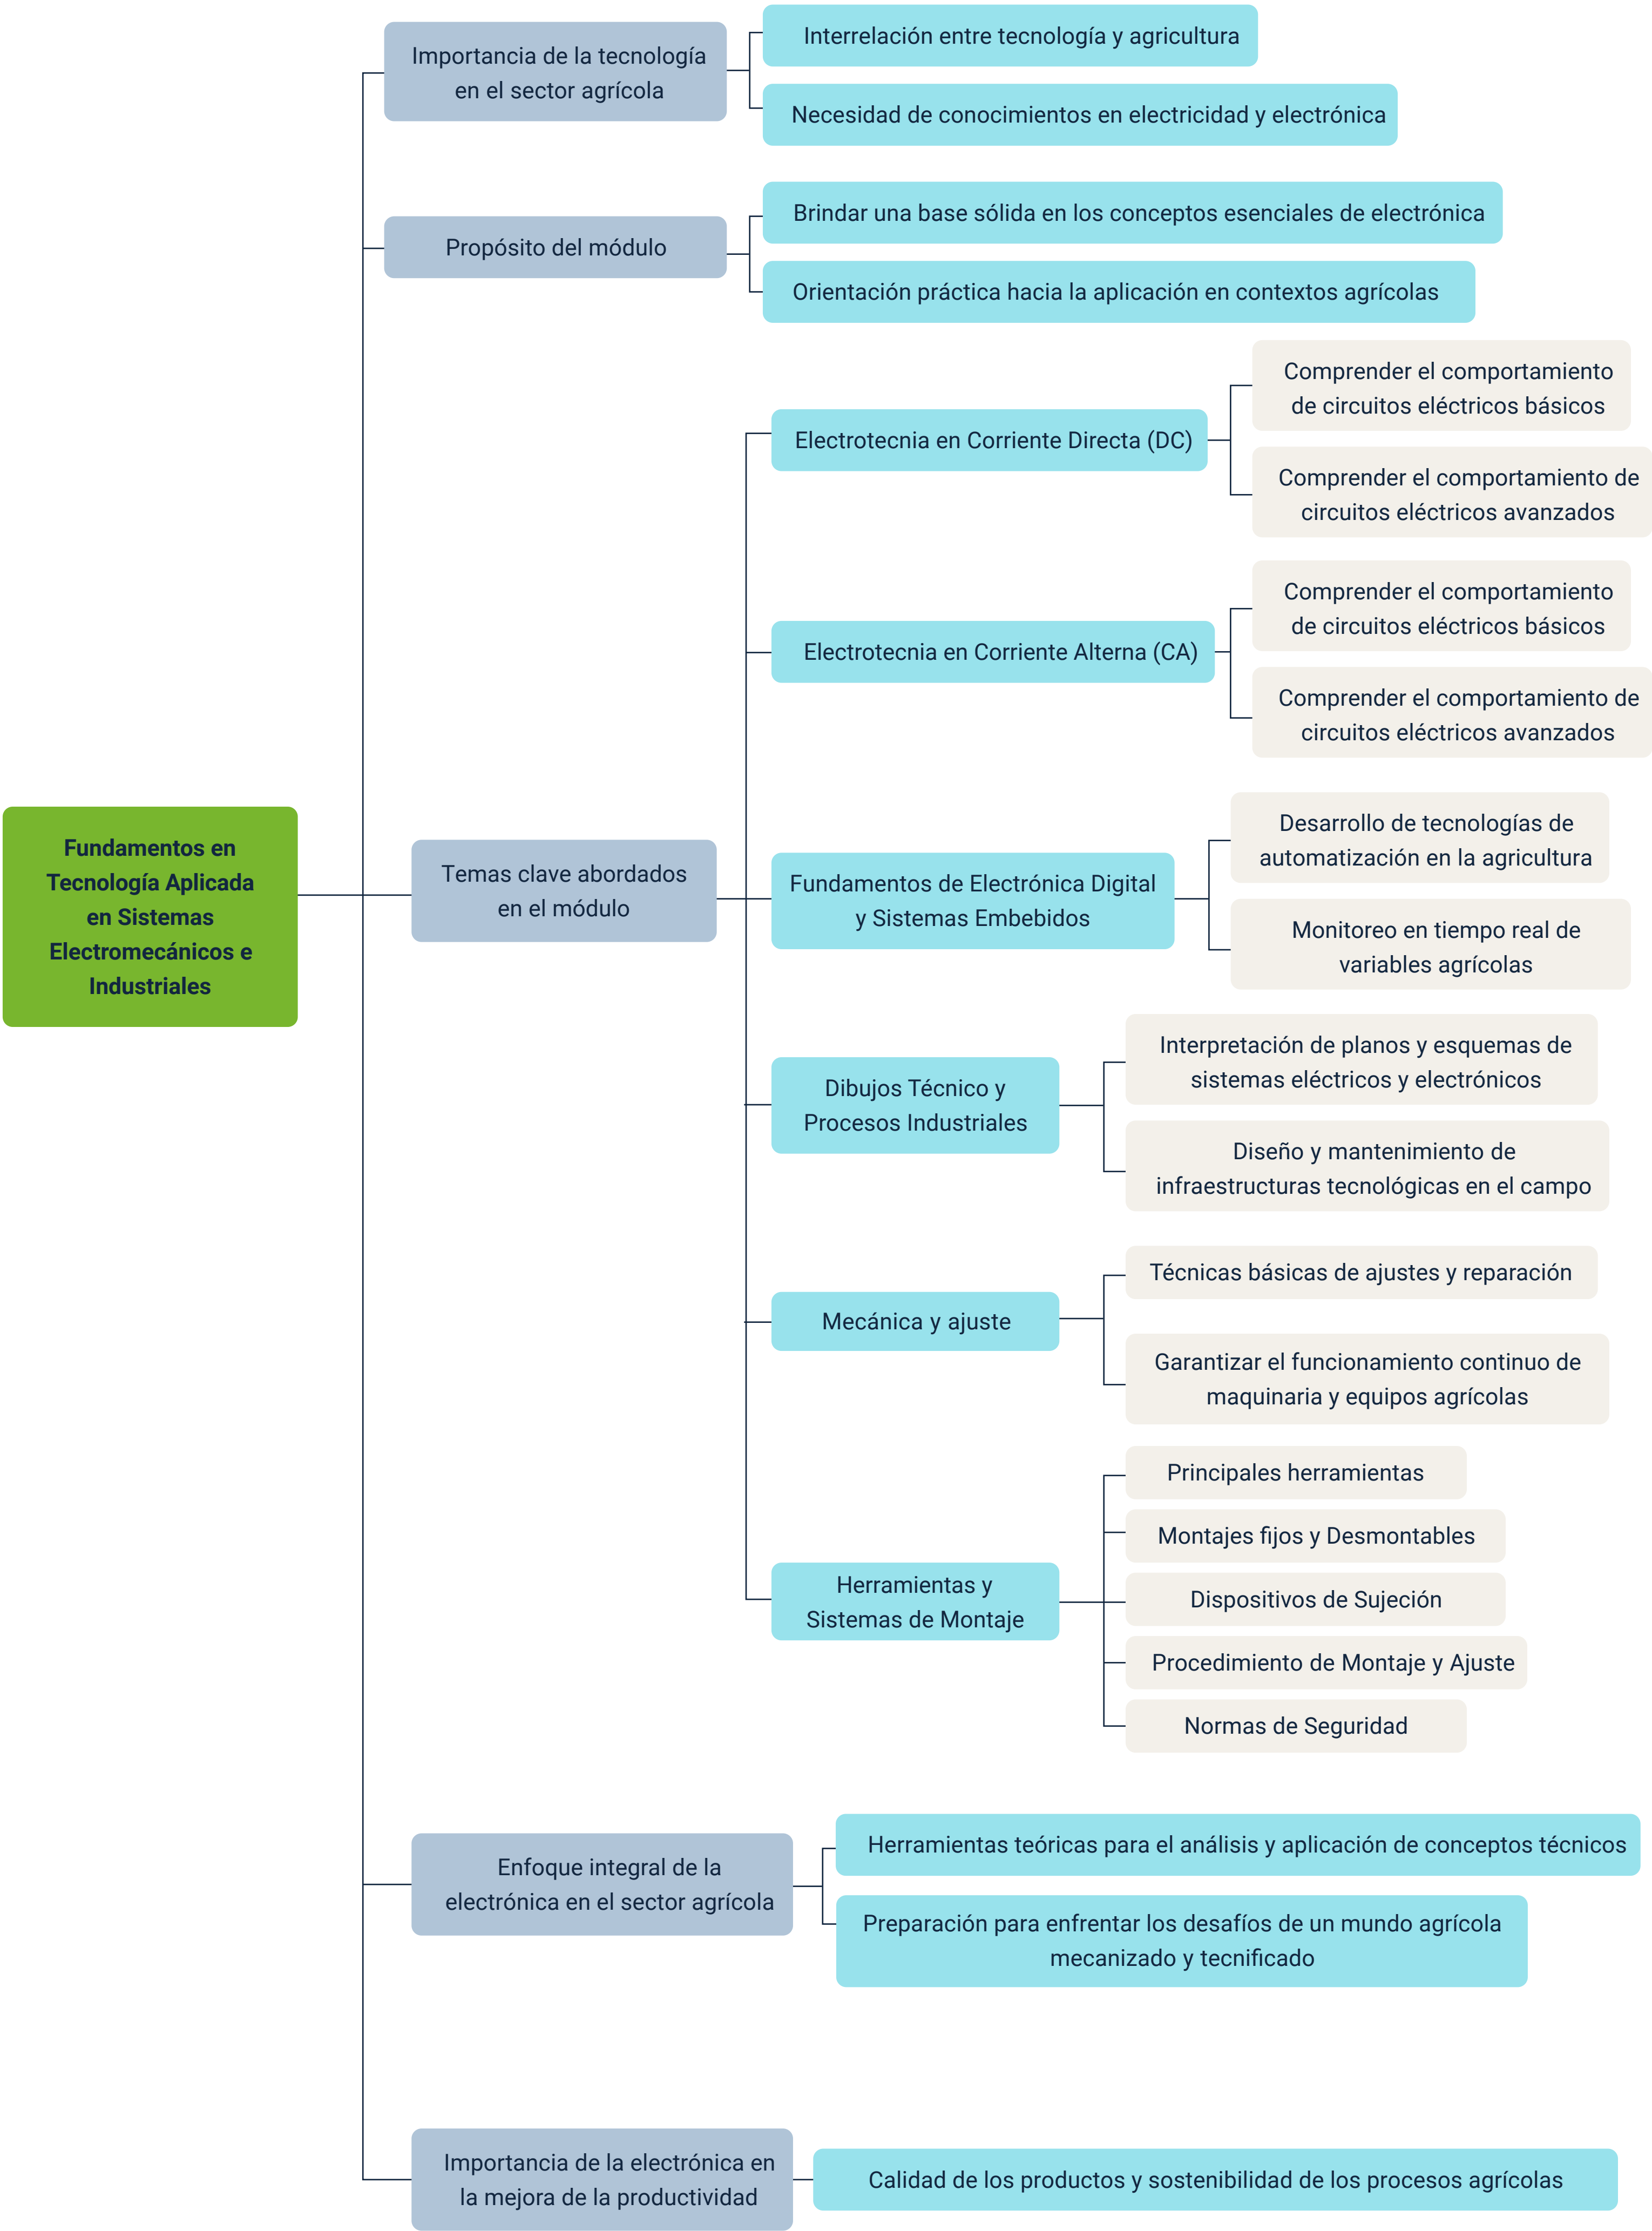 Fundamentos en
Tecnología Aplicada
en Sistemas
Electromecánicos e
Industriales
Importancia de la tecnología
en el sector agrícola
Interrelación entre tecnología y agricultura
Necesidad de conocimientos en electricidad y electrónica
Propósito del módulo
Brindar una base sólida en los conceptos esenciales de electrónica
Orientación práctica hacia la aplicación en contextos agrícolas
Temas clave abordados
en el módulo
Electrotecnia en Corriente Directa (DC)
Comprender el comportamiento
de circuitos eléctricos básicos
Comprender el comportamiento de
circuitos eléctricos avanzados
Electrotecnia en Corriente Alterna (CA)
Comprender el comportamiento
de circuitos eléctricos básicos
Comprender el comportamiento de
circuitos eléctricos avanzados
Fundamentos de Electrónica Digital
y Sistemas Embebidos
Desarrollo de tecnologías de
automatización en la agricultura
Monitoreo en tiempo real de
variables agrícolas
Dibujos Técnico y
Procesos Industriales
Interpretación de planos y esquemas de
sistemas eléctricos y electrónicos
Diseño y mantenimiento de
infraestructuras tecnológicas en el campo
Mecánica y ajuste
Técnicas básicas de ajustes y reparación
Garantizar el funcionamiento continuo de
maquinaria y equipos agrícolas
Herramientas y
Sistemas de Montaje
Principales herramientas
Montajes fijos y Desmontables
Dispositivos de Sujeción
Procedimiento de Montaje y Ajuste
Normas de Seguridad
Enfoque integral de la
electrónica en el sector agrícola
Herramientas teóricas para el análisis y aplicación de conceptos técnicos
Preparación para enfrentar los desafíos de un mundo agrícola
mecanizado y tecnificado
Importancia de la electrónica en
la mejora de la productividad
Calidad de los productos y sostenibilidad de los procesos agrícolas